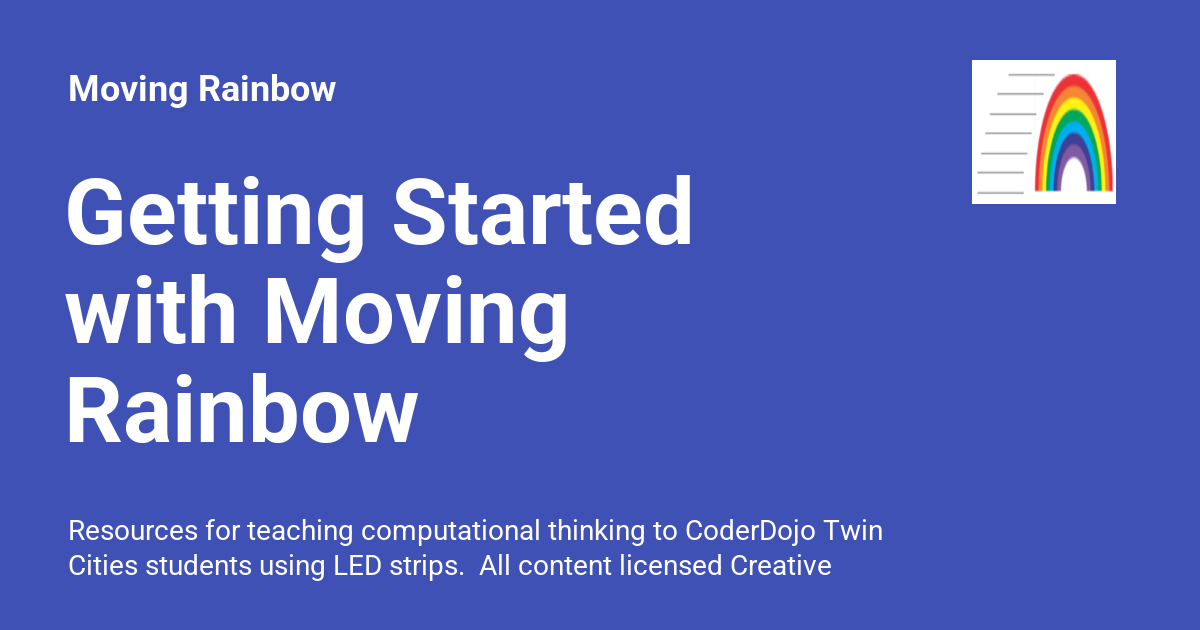 Moving Rainbow
Getting Started
with Moving
Rainbow
Resources for teaching computational thinking to CoderDojo Twin
Cities students using LED strips.  All content licensed Creative